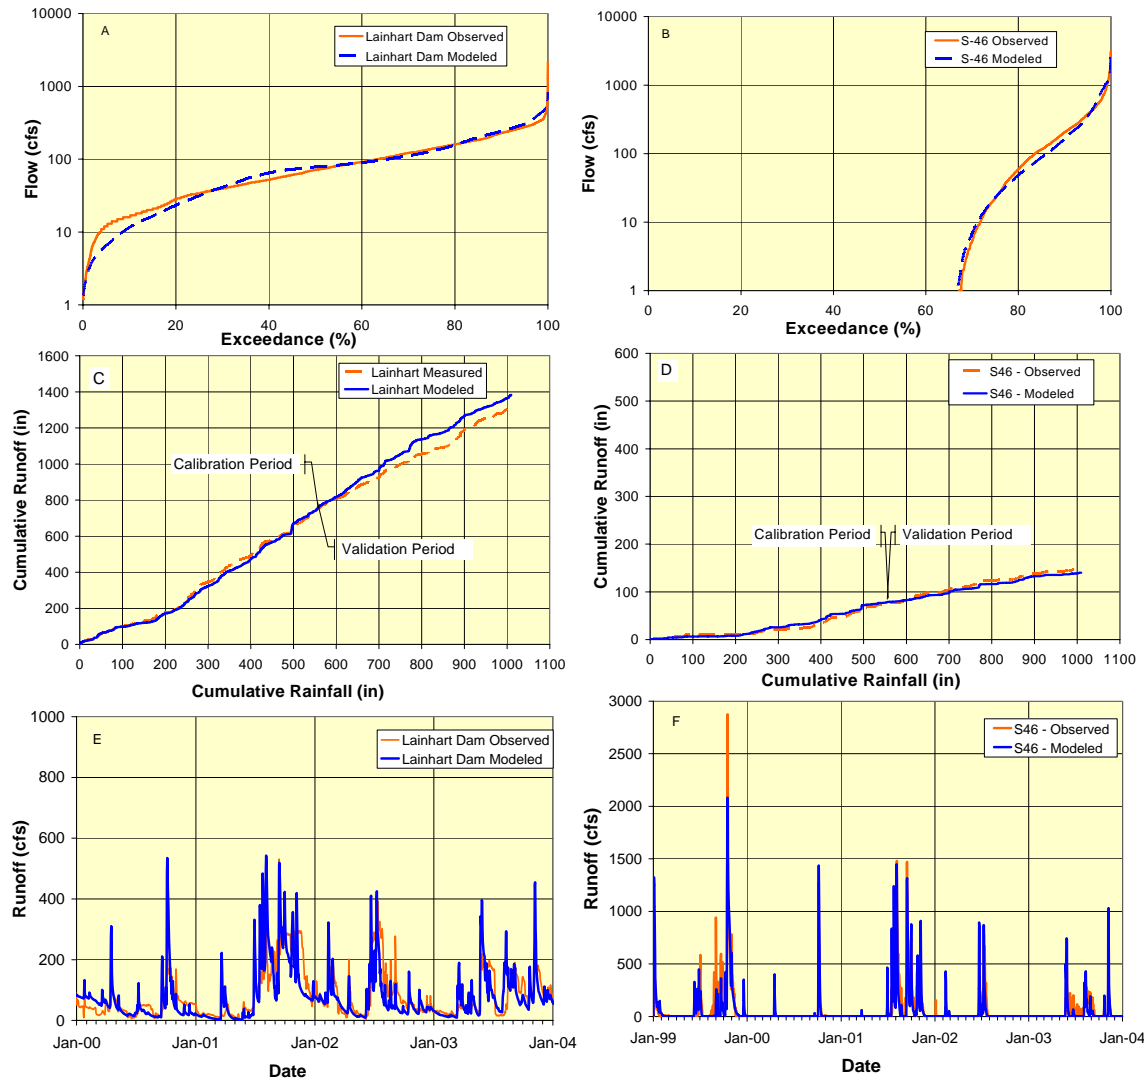 A
Lainhart Dam Observed
Lainhart Dam Modeled
10000
1000
100
10
1
Flow (cfs)
0 20 40 60 80 100
Exceedance (%)
B
S-46 Observed
S-46 Modeled
10000
1000
100
10
1
Flow (cfs)
0 20 40 60 80 100
Exceedance (%)
C
Lainhart Measured
Lainhart Modeled
1600
1400
1200
1000
800
600
400
200
0
Cumulative Runoff (in)
Calibration Period
Validation Period
0 100 200 300 400 500 600 700 800 900 1000 1100
Cumulative Rainfall (in)
D
S46 - Observed
S46 - Modeled
600
500
400
300
200
100
0
Cumulative Runoff (in)
Calibration Period
Validation Period
0 100 200 300 400 500 600 700 800 900 1000 1100
Cumulative Rainfall (in)
E
Lainhart Dam Observed
Lainhart Dam Modeled
1000
800
600
400
200
0
Runoff (cfs)
Jan-00 Jan-01 Jan-02 Jan-03 Jan-04
Date
F
S46 - Observed
S46 - Modeled
3000
2500
2000
1500
1000
500
0
Runoff (cfs)
Jan-99 Jan-00 Jan-01 Jan-02 Jan-03 Jan-04
Date